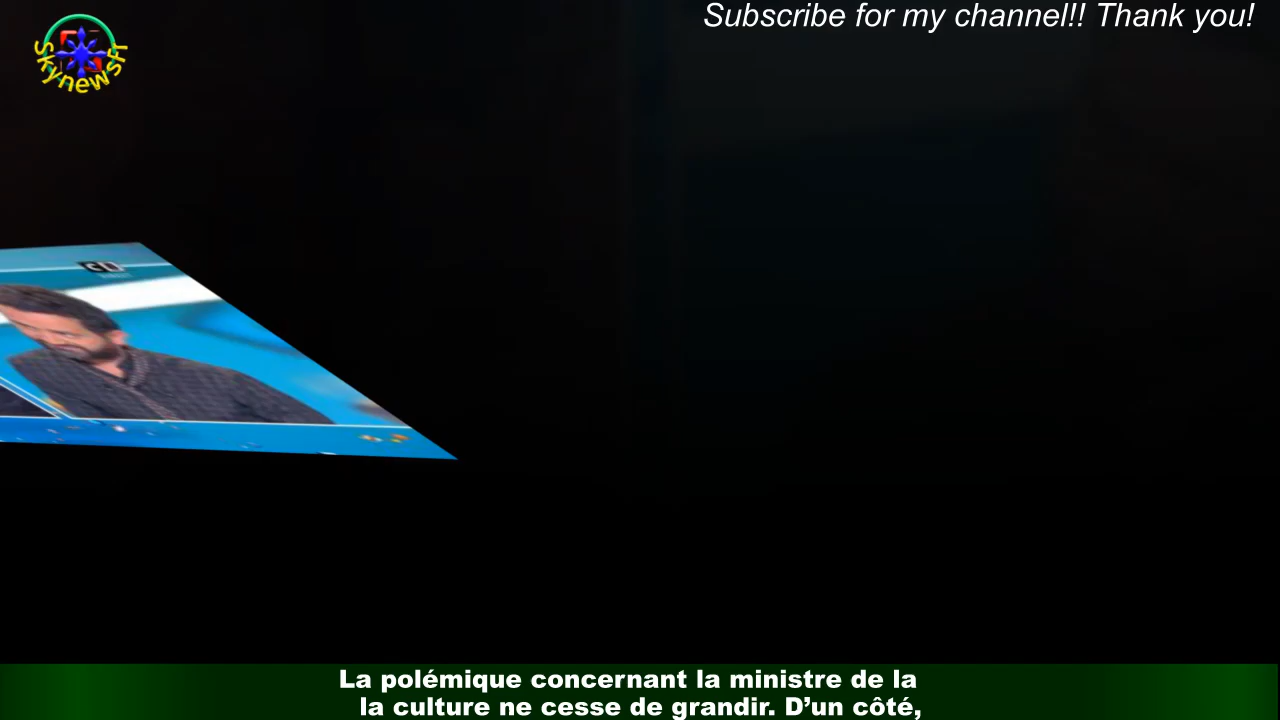 Subscribe for my channel!! Thank you!
Skynewsfr
La polémique concernant la ministre de la
la culture ne cesse de grandir. D’un côté,